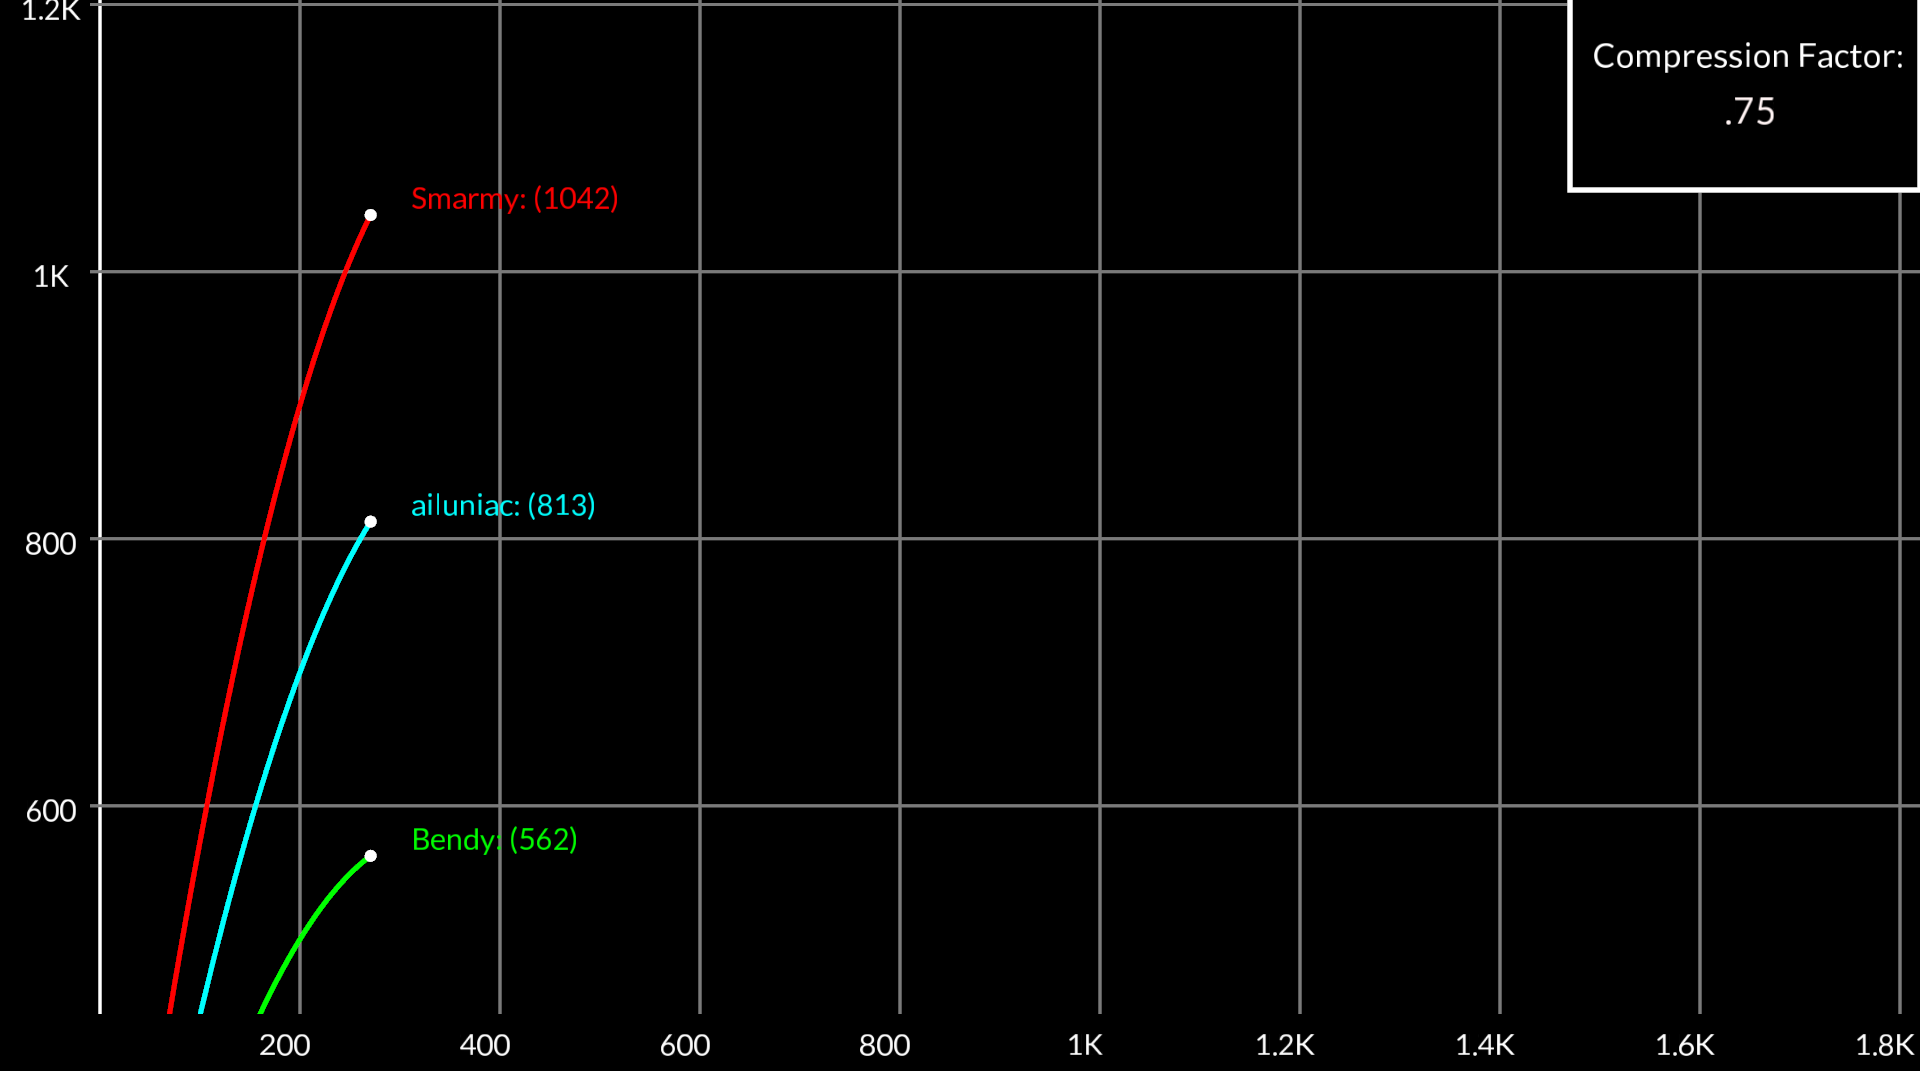 1.2K
Compression Factor:
.75
Smarmy: (1042)
1K
ailuniac: (813)
800
600
Bendy: (562)
200 400 600 800 1K 1.2K 1.4K 1.6K 1.8K